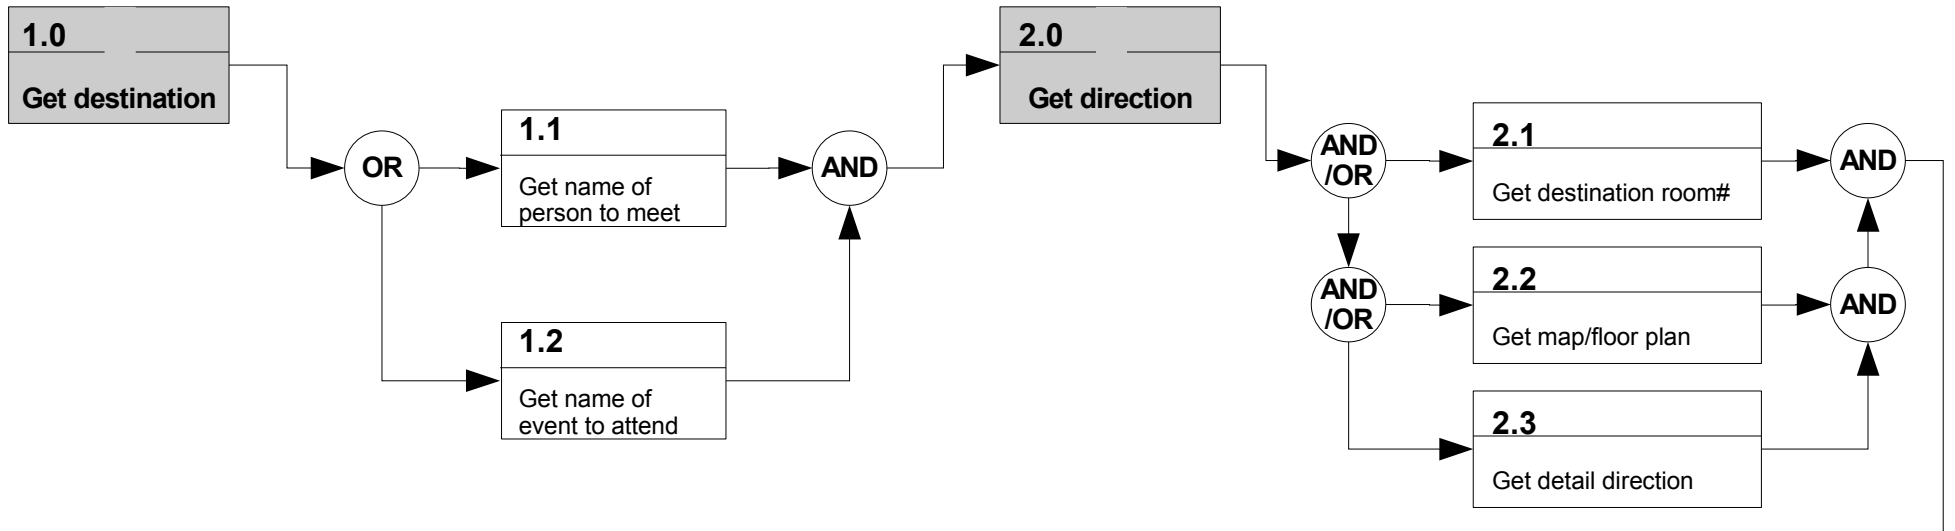 1.0
Get destination
OR
1.1
Get name of
person to meet
AND
1.2
Get name of
event to attend
2.0
Get direction
AND
/OR
2.1
Get destination room#
AND
AND
/OR
2.2
Get map/floor plan
AND
2.3
Get detail direction